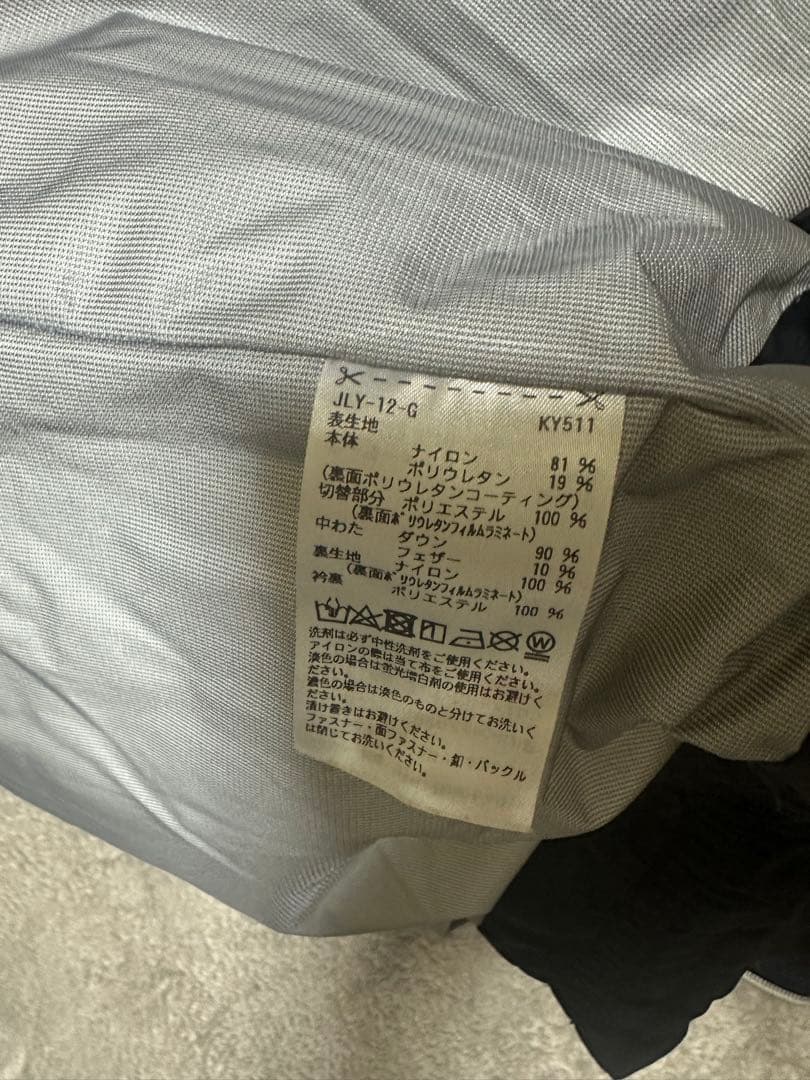 JLY-12-G KY511
表生地
本体 ナイロン 81 %
ポリウレタン 19 %
(裏面ポリウレタンコーティング)
切替部分 ポリエステル 100 %
(裏面ポリウレタンフィルムラミネート)
中わた ダウン 90 %
フェザー 10 %
裏生地 ナイロン 100 %
(裏面ポリウレタンフィルムラミネート)
衿裏 ポリエステル 100 %
W
洗剤は必ず中性洗剤をご使用ください。
アイロンの際は当て布をご使用ください。
淡色の場合は蛍光増白剤の使用はお避けく
ださい。
濃色の場合は淡色のものと分けてお洗いく
ださい。
漬け置きはお避けください。
ファスナー・面ファスナー・釦・バックル
は閉じてお洗いください。